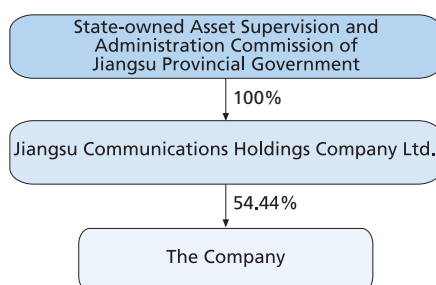 State-owned Asset Supervision and
Administration Commission of
Jiangsu Provincial Government
100%
Jiangsu Communications Holdings Company Ltd.
54.44%
The Company